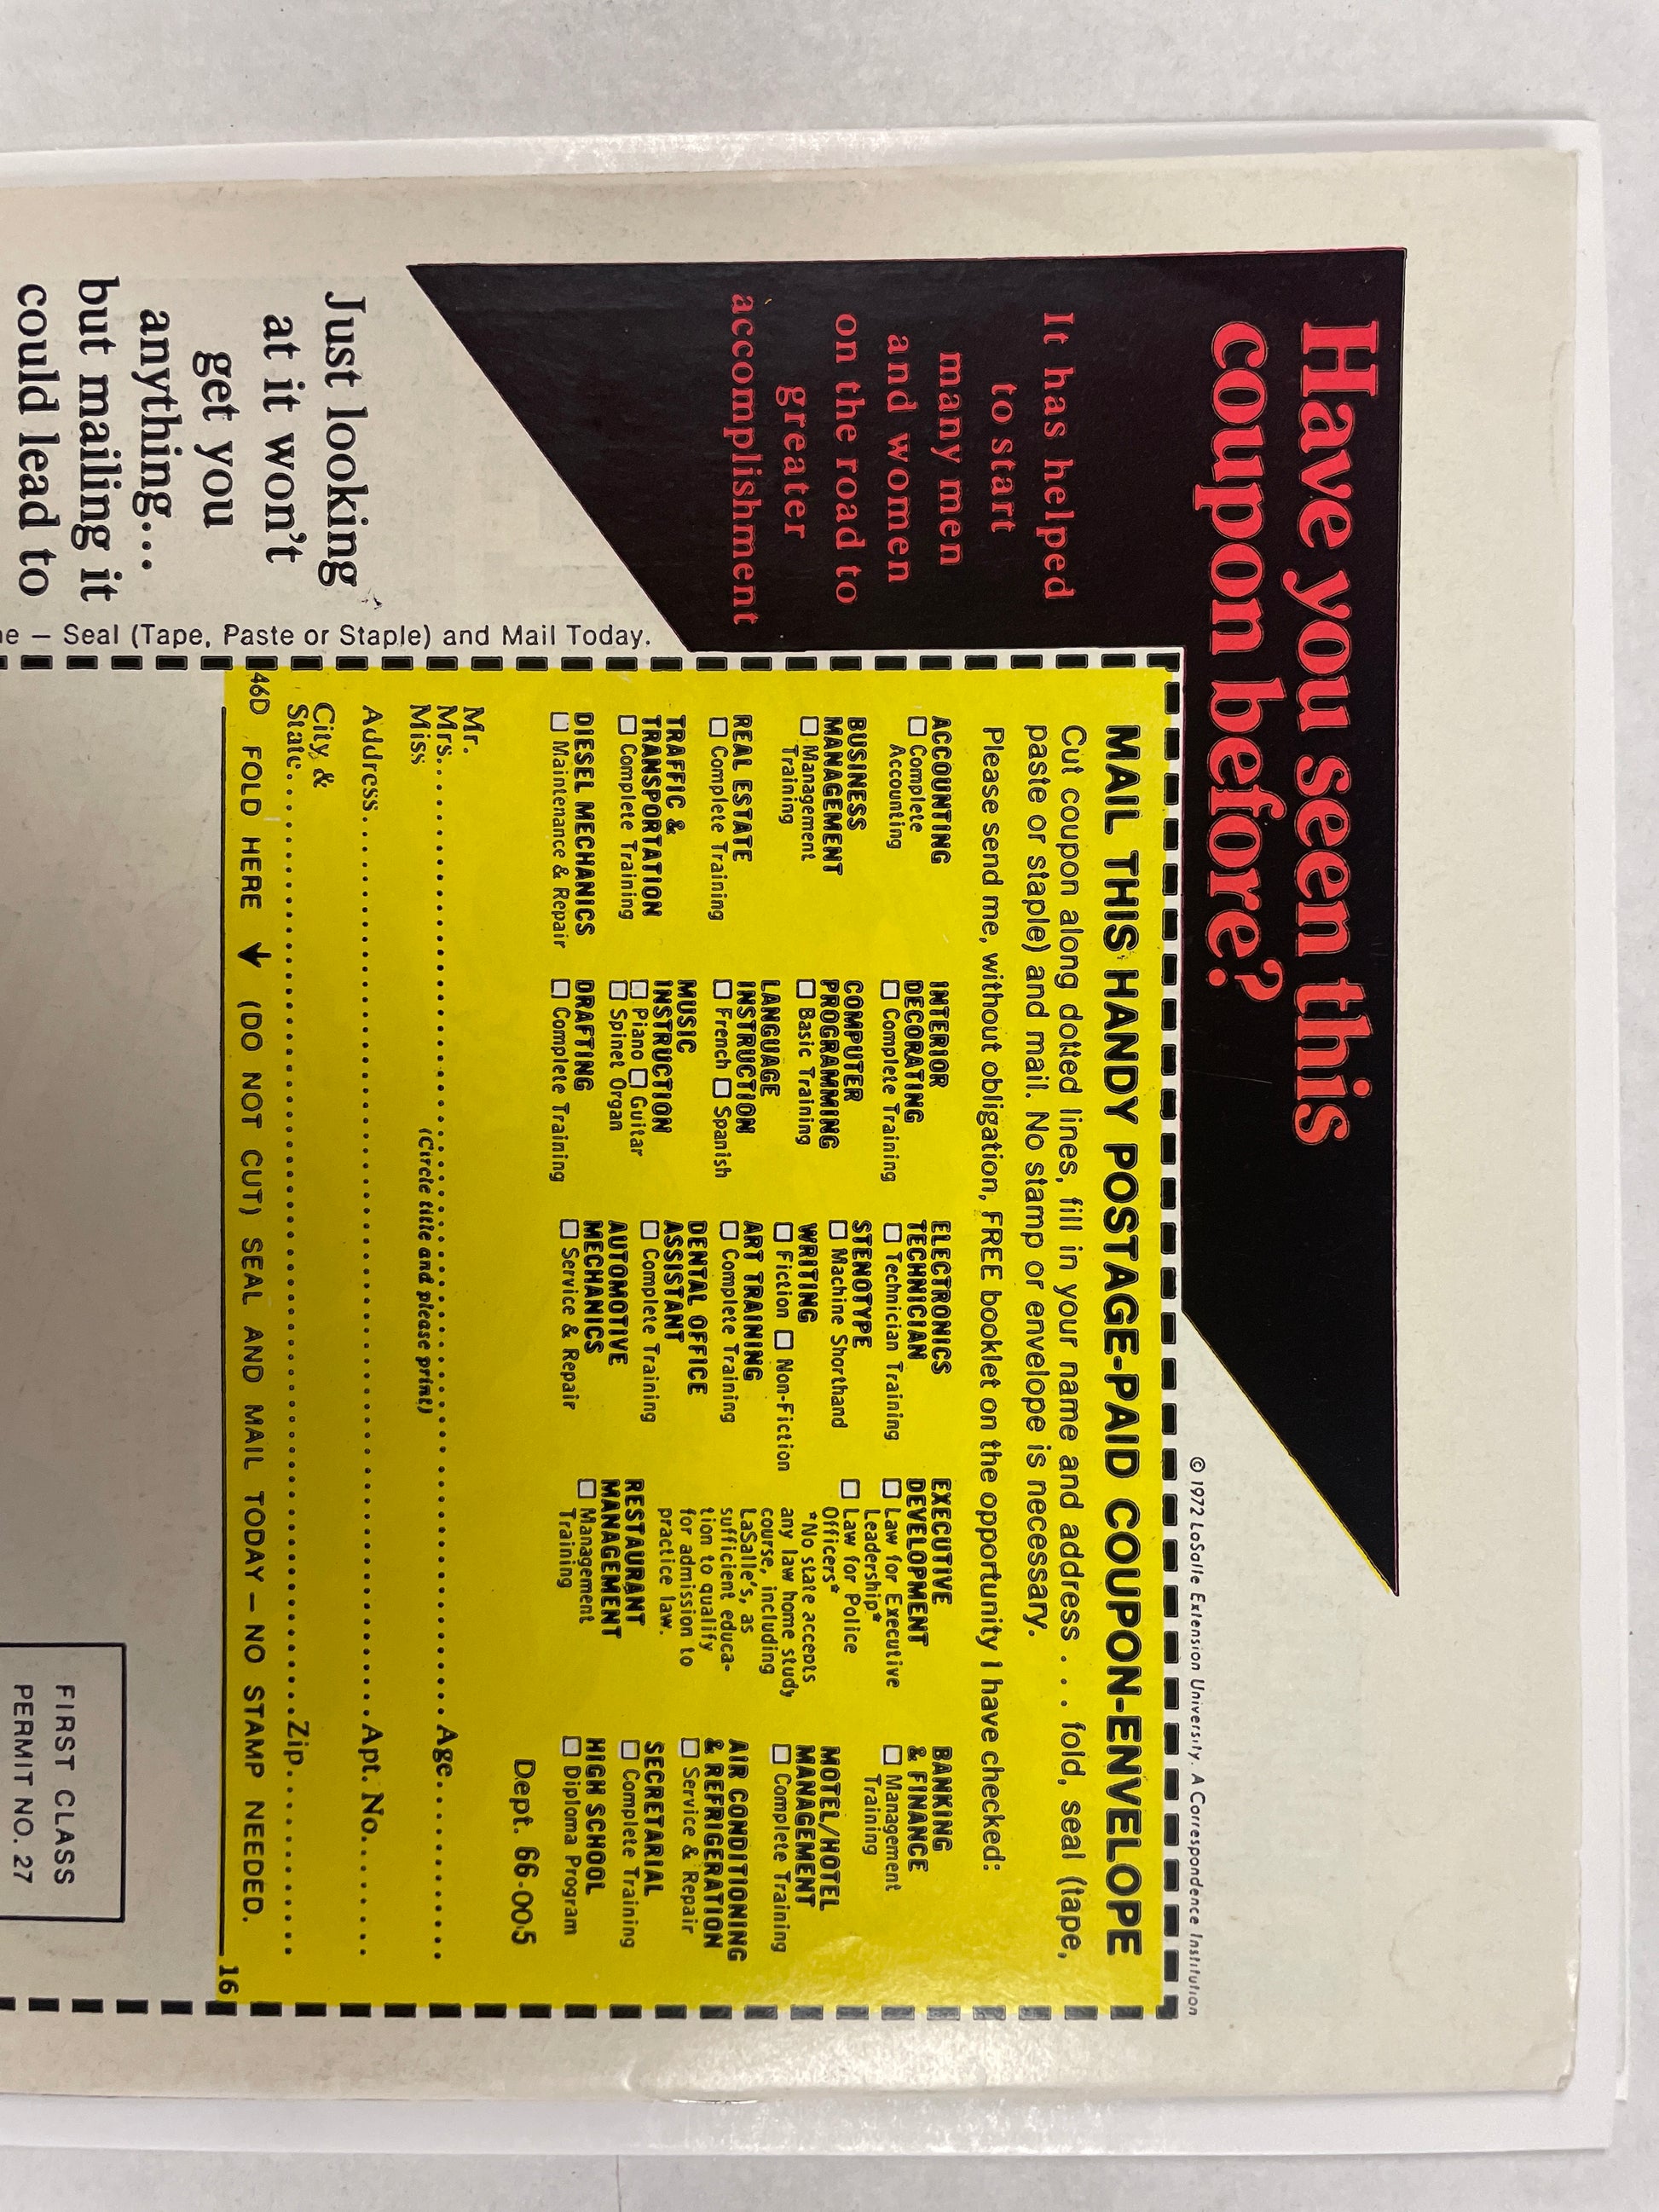 Have you seen this
coupon before?
It has helped
to start
many men
and women
on the road to
greater
accomplishment
Just looking
at it won't
get you
anything...
but mailing it
could lead to
Seal (Tape, Paste or Staple) and Mail Today.
© 1972 LaSalle Extension University. A Correspondence Institution
MAIL THIS HANDY POSTAGE-PAID COUPON-ENVELOPE
Cut coupon along dotted lines, fill in your name and address . . . fold, seal (tape,
paste or staple) and mail. No stamp or envelope is necessary.
Please send me, without obligation, FREE booklet on the opportunity I have checked:
ACCOUNTING
☐ Complete
Accounting
BUSINESS
MANAGEMENT
☐ Management
Training
REAL ESTATE
☐ Complete Training
TRAFFIC &
TRANSPORTATION
☐ Complete Training
DIESEL MECHANICS
☐ Maintenance & Repair
INTERIOR
DECORATING
☐ Complete Training
COMPUTER
PROGRAMMING
☐ Basic Training
LANGUAGE
INSTRUCTION
☐ French ☐ Spanish
MUSIC
INSTRUCTION
☐ Piano ☐ Guitar
☐ Spinet Organ
DRAFTING
☐ Complete Training
ELECTRONICS
TECHNICIAN
☐ Technician Training
STENOTYPE
☐ Machine Shorthand
WRITING
☐ Fiction ☐ Non-Fiction
ART TRAINING
☐ Complete Training
DENTAL OFFICE
ASSISTANT
☐ Complete Training
AUTOMOTIVE
MECHANICS
☐ Service & Repair
EXECUTIVE
DEVELOPMENT
☐ Law for Executive
Leadership*
☐ Law for Police
Officers*
*No state accepts
any law home study
course, including
LaSalle's, as
sufficient educa-
tion to qualify
for admission to
practice law.
RESTAURANT
MANAGEMENT
☐ Management
Training
BANKING
& FINANCE
☐ Management
Training
MOTEL/HOTEL
MANAGEMENT
☐ Complete Training
AIR CONDITIONING
& REFRIGERATION
☐ Service & Repair
SECRETARIAL
☐ Complete Training
HIGH SCHOOL
☐ Diploma Program
Dept. 66-005
Mr.
Mrs. Age
Miss (Circle title and please print)
Address Apt. No.
City &
State Zip
46D FOLD HERE ↓ (DO NOT CUT) SEAL AND MAIL TODAY — NO STAMP NEEDED.
16
FIRST CLASS
PERMIT NO. 27